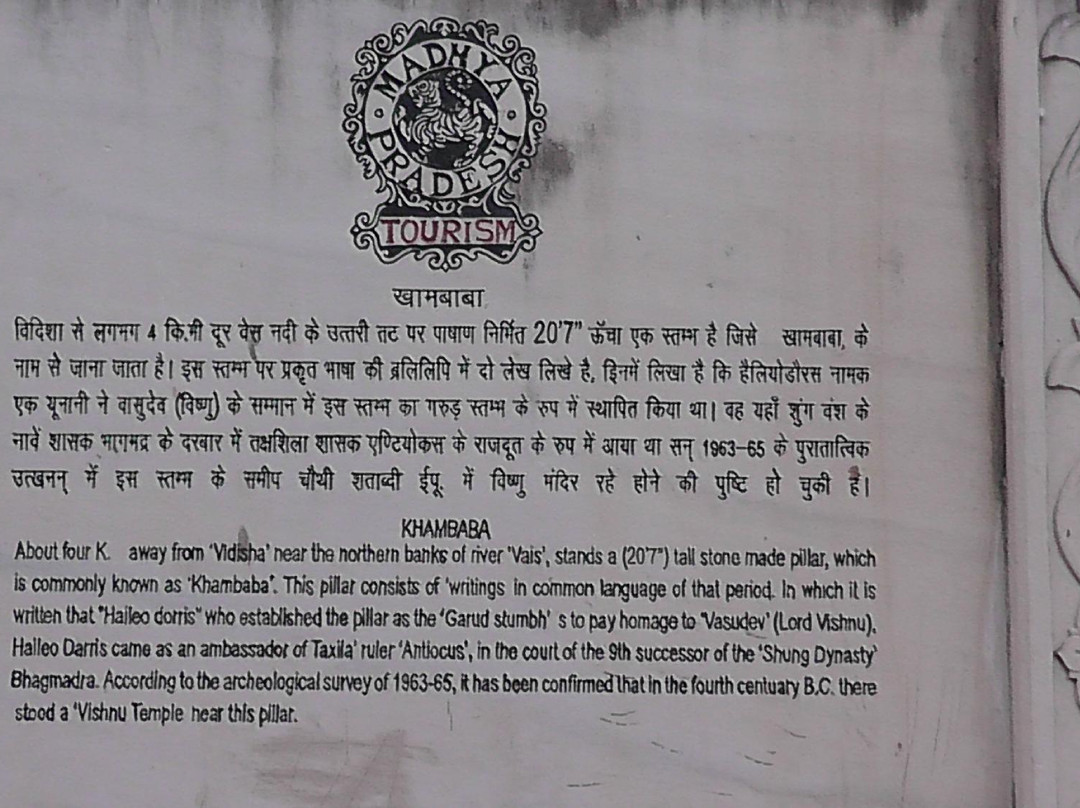 MADHYA
PRADESH
TOURISM
खामबाबा
विदिशा से लगभग 4 कि.मी दूर वेस नदी के उत्तरी तट पर पाषाण निर्मित 20'7" ऊँचा एक स्तम्भ है जिसे खामबाबा, के
नाम से जाना जाता है। इस स्तम्भ पर प्रकृत भाषा की ब्रलिलिपि में दो लेख लिखे है, इिनमें लिखा है कि हैलियोडौरस नामक
एक यूनानी ने वासुदेव (विष्णु) के सम्मान में इस स्तम्भ का गरुड़ स्तम्भ के रुप में स्थापित किया था। वह यहाँ शुंग वंश के
नावें शासक भागमद्र के दरबार में तक्षशिला शासक एण्टियोकस के राजदूत के रुप में आया था सन् 1963-65 के पुरातात्विक
उत्खनन् में इस स्तम्भ के समीप चौथी शताब्दी ईपू. में विष्णु मंदिर रहे होने की पुष्टि हो चुकी है।
KHAMBABA
About four K. away from 'Vidisha' near the northern banks of river 'Vais', stands a (20'7") tall stone made pillar, which
is commonly known as 'Khambaba'. This pillar consists of 'writings in common language of that period. In which it is
written that "Haileo dorris" who established the pillar as the 'Garud stumbh' s to pay homage to 'Vasudev' (Lord Vishnu).
Halleo Darris came as an ambassador of Taxila' ruler 'Antiocus', in the court of the 9th successor of the 'Shung Dynasty'
Bhagmadra. According to the archeological survey of 1963-65, it has been confirmed that in the fourth centuary B.C. there
stood a 'Vishnu Temple near this pillar.